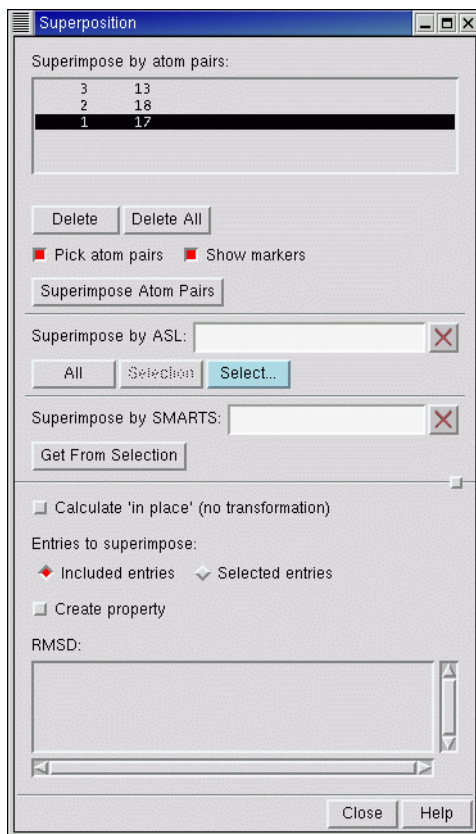 Superposition
Superimpose by atom pairs:
3 13
2 18
1 17
Delete Delete All
Pick atom pairs Show markers
Superimpose Atom Pairs
Superimpose by ASL:
All Selection Select...
Superimpose by SMARTS:
Get From Selection
Calculate 'in place' (no transformation)
Entries to superimpose:
Included entries Selected entries
Create property
RMSD:
Close Help